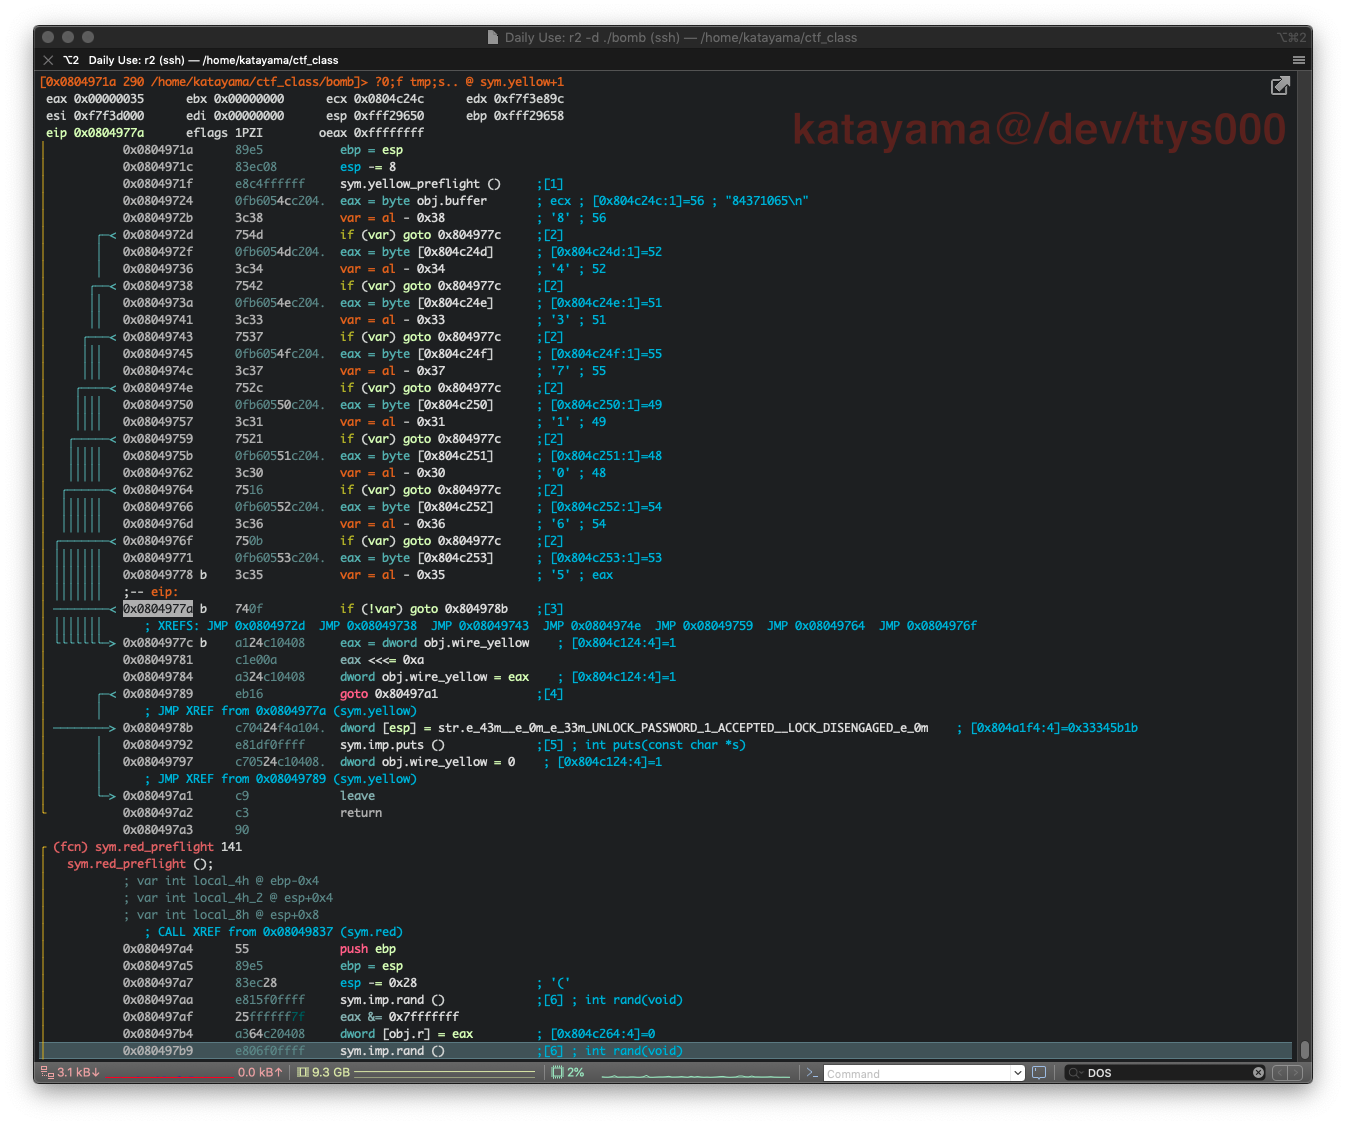 Daily Use: r2 -d ./bomb (ssh) — /home/katayama/ctf_class
⌥⌘2
⌥2 Daily Use: r2 (ssh) — /home/katayama/ctf_class
[0x0804971a 290 /home/katayama/ctf_class/bomb]> ?0;f tmp;s.. @ sym.yellow+1
eax 0x00000035 ebx 0x00000000 ecx 0x0804c24c edx 0xf7f3e89c
esi 0xf7f3d000 edi 0x00000000 esp 0xfff29650 ebp 0xfff29658
eip 0x0804977a eflags 1PZI oeax 0xffffffff
katayama@/dev/ttys000
0x0804971a 89e5 ebp = esp
0x0804971c 83ec08 esp -= 8
0x0804971f e8c4ffffff sym.yellow_preflight () ;[1]
0x08049724 0fb6054cc204. eax = byte obj.buffer ; ecx ; [0x804c24c:1]=56 ; "84371065\n"
0x0804972b 3c38 var = al - 0x38 ; '8' ; 56
0x0804972d 754d if (var) goto 0x804977c ;[2]
0x0804972f 0fb6054dc204. eax = byte [0x804c24d] ; [0x804c24d:1]=52
0x08049736 3c34 var = al - 0x34 ; '4' ; 52
0x08049738 7542 if (var) goto 0x804977c ;[2]
0x0804973a 0fb6054ec204. eax = byte [0x804c24e] ; [0x804c24e:1]=51
0x08049741 3c33 var = al - 0x33 ; '3' ; 51
0x08049743 7537 if (var) goto 0x804977c ;[2]
0x08049745 0fb6054fc204. eax = byte [0x804c24f] ; [0x804c24f:1]=55
0x0804974c 3c37 var = al - 0x37 ; '7' ; 55
0x0804974e 752c if (var) goto 0x804977c ;[2]
0x08049750 0fb60550c204. eax = byte [0x804c250] ; [0x804c250:1]=49
0x08049757 3c31 var = al - 0x31 ; '1' ; 49
0x08049759 7521 if (var) goto 0x804977c ;[2]
0x0804975b 0fb60551c204. eax = byte [0x804c251] ; [0x804c251:1]=48
0x08049762 3c30 var = al - 0x30 ; '0' ; 48
0x08049764 7516 if (var) goto 0x804977c ;[2]
0x08049766 0fb60552c204. eax = byte [0x804c252] ; [0x804c252:1]=54
0x0804976d 3c36 var = al - 0x36 ; '6' ; 54
0x0804976f 750b if (var) goto 0x804977c ;[2]
0x08049771 0fb60553c204. eax = byte [0x804c253] ; [0x804c253:1]=53
0x08049778 b 3c35 var = al - 0x35 ; '5' ; eax
;-- eip:
0x0804977a b 740f if (!var) goto 0x804978b ;[3]
; XREFS: JMP 0x0804972d JMP 0x08049738 JMP 0x08049743 JMP 0x0804974e JMP 0x08049759 JMP 0x08049764 JMP 0x0804976f
0x0804977c b a124c10408 eax = dword obj.wire_yellow ; [0x804c124:4]=1
0x08049781 c1e00a eax <<<= 0xa
0x08049784 a324c10408 dword obj.wire_yellow = eax ; [0x804c124:4]=1
0x08049789 eb16 goto 0x80497a1 ;[4]
; JMP XREF from 0x0804977a (sym.yellow)
0x0804978b c70424f4a104. dword [esp] = str.e_43m__e_0m_e_33m_UNLOCK_PASSWORD_1_ACCEPTED__LOCK_DISENGAGED_e_0m ; [0x804a1f4:4]=0x33345b1b
0x08049792 e81df0ffff sym.imp.puts () ;[5] ; int puts(const char *s)
0x08049797 c70524c10408. dword obj.wire_yellow = 0 ; [0x804c124:4]=1
; JMP XREF from 0x08049789 (sym.yellow)
0x080497a1 c9 leave
0x080497a2 c3 return
0x080497a3 90
(fcn) sym.red_preflight 141
sym.red_preflight ();
; var int local_4h @ ebp-0x4
; var int local_4h_2 @ esp+0x4
; var int local_8h @ esp+0x8
; CALL XREF from 0x08049837 (sym.red)
0x080497a4 55 push ebp
0x080497a5 89e5 ebp = esp
0x080497a7 83ec28 esp -= 0x28 ; '('
0x080497aa e815f0ffff sym.imp.rand () ;[6] ; int rand(void)
0x080497af 25ffffff7f eax &= 0x7fffffff
0x080497b4 a364c20408 dword [obj.r] = eax ; [0x804c264:4]=0
0x080497b9 e806f0ffff sym.imp.rand () ;[6] ; int rand(void)
3.1 kB↓ 0.0 kB↑ 9.3 GB 2% Command DOS